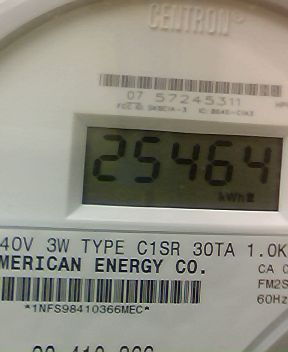 CENTRON
07 57245311
25464
kWh
40V 3W TYPE C1SR 30TA 1.0K
MERICAN ENERGY CO.
CA 0
FM2S
60Hz
*1NFS98410366MEC*